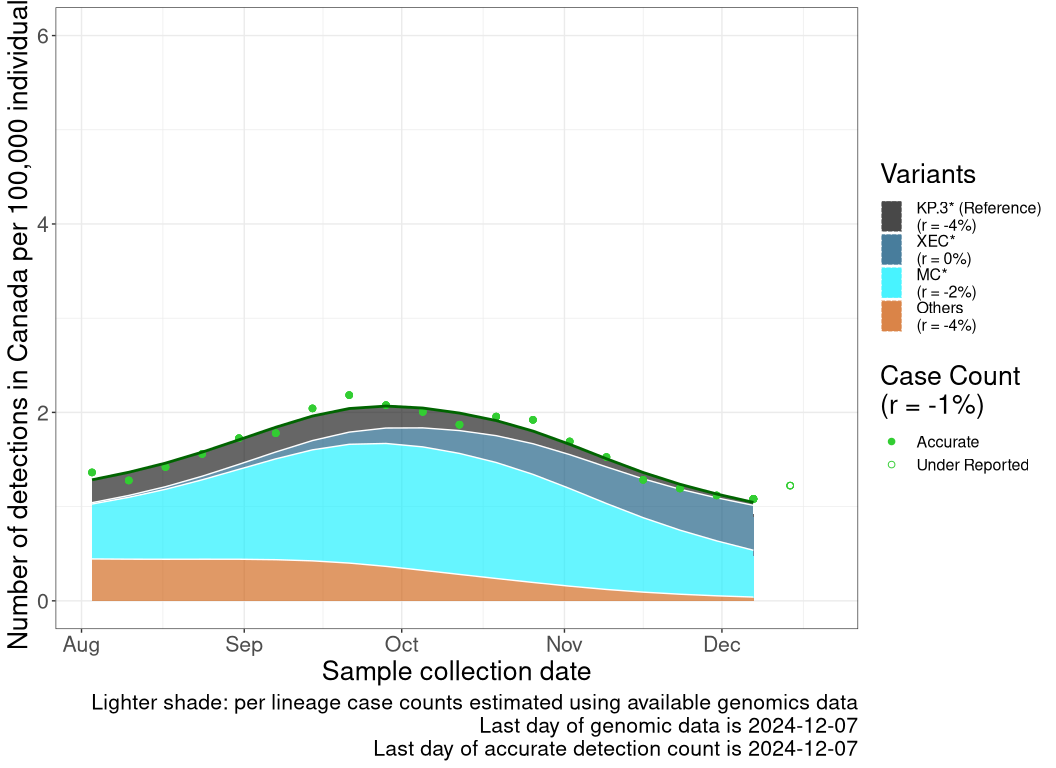 Number of detections in Canada per 100,000 individual
6
4
2
0
Aug
Sep
Oct
Nov
Dec
Sample collection date
Lighter shade: per lineage case counts estimated using available genomics data
Last day of genomic data is 2024-12-07
Last day of accurate detection count is 2024-12-07
Variants
KP.3* (Reference)
(r = -4%)
XEC*
(r = 0%)
MC*
(r = -2%)
Others
(r = -4%)
Case Count
(r = -1%)
Accurate
Under Reported